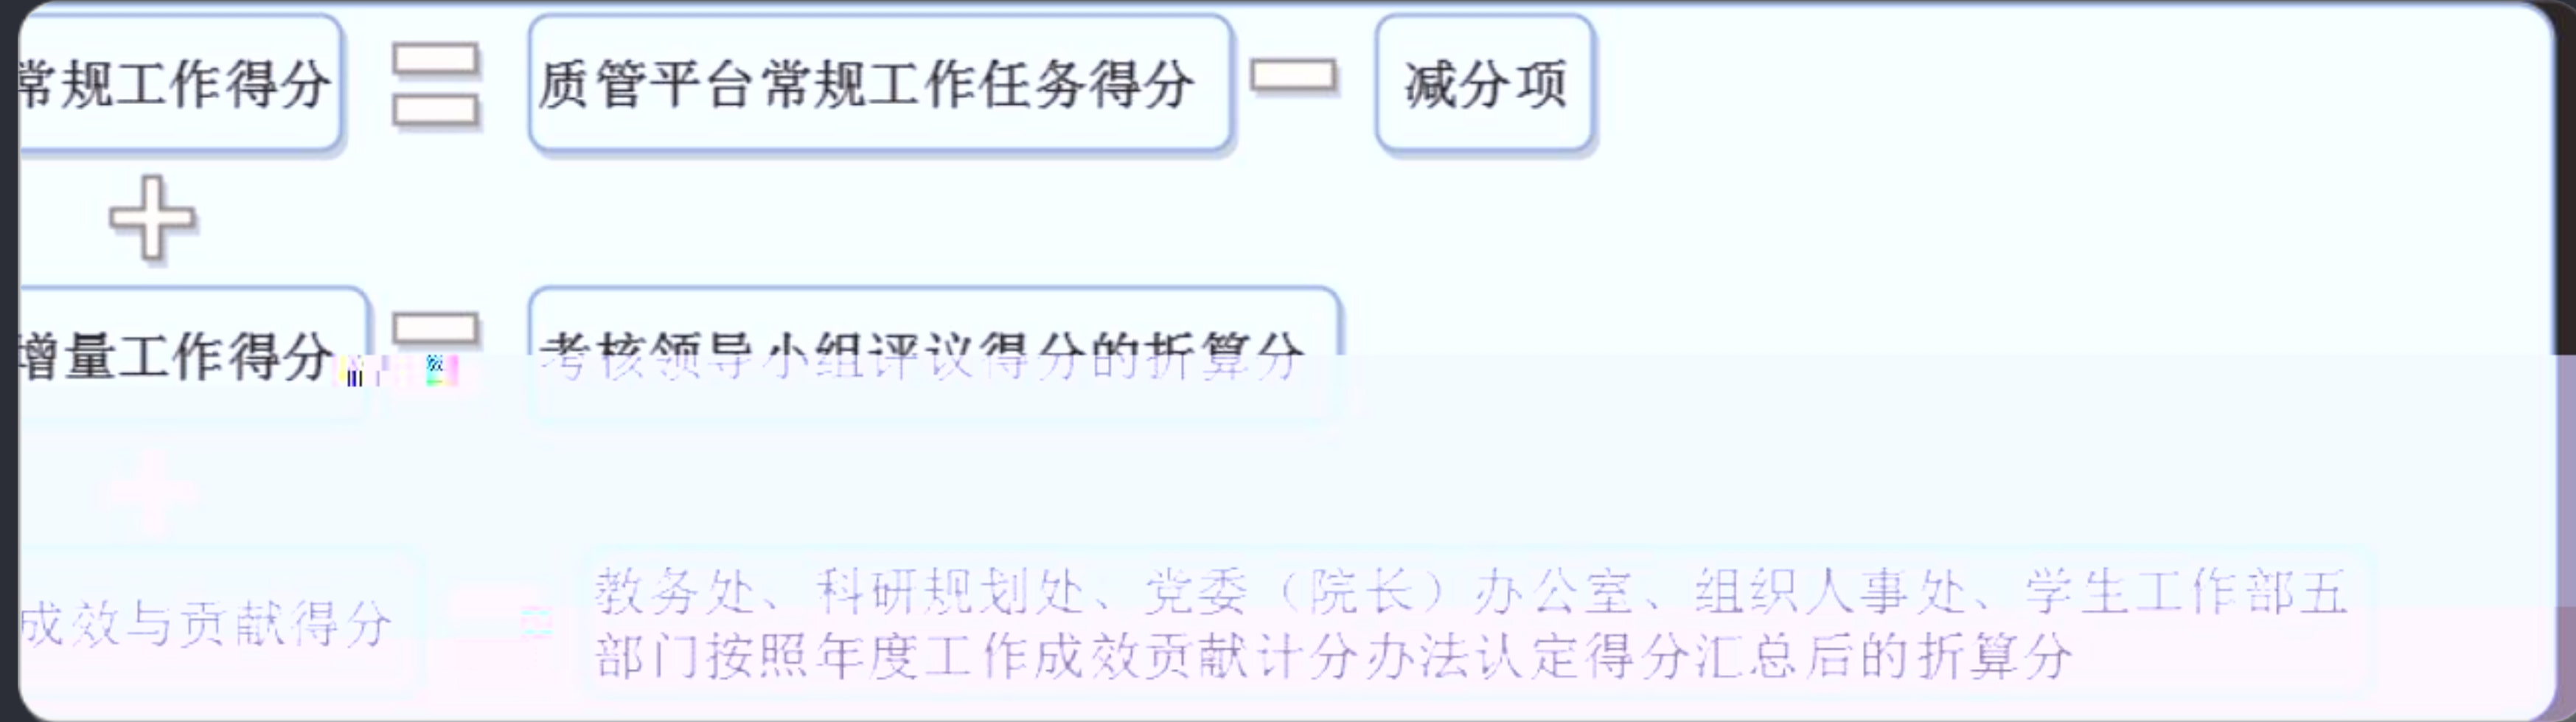 常规工作得分 = 质管平台常规工作任务得分 - 减分项
+
增量工作得分 = 考核领导小组评议得分的折算分
+
成效与贡献得分 = 教务处、科研规划处、党委（院长）办公室、组织人事处、学生工作部五
部门按照年度工作成效贡献计分办法认定得分汇总后的折算分